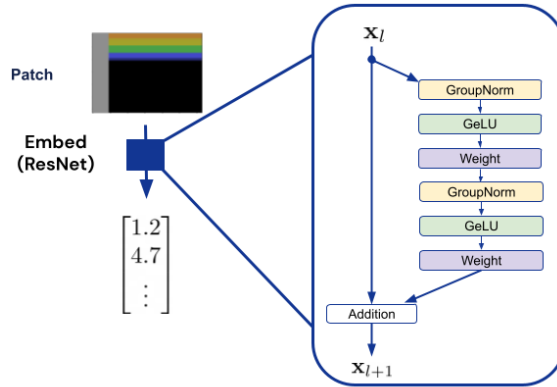 Patch
Embed
(ResNet)
[1.2
4.7
⋮]
x_l
GroupNorm
GeLU
Weight
GroupNorm
GeLU
Weight
Addition
x_{l+1}